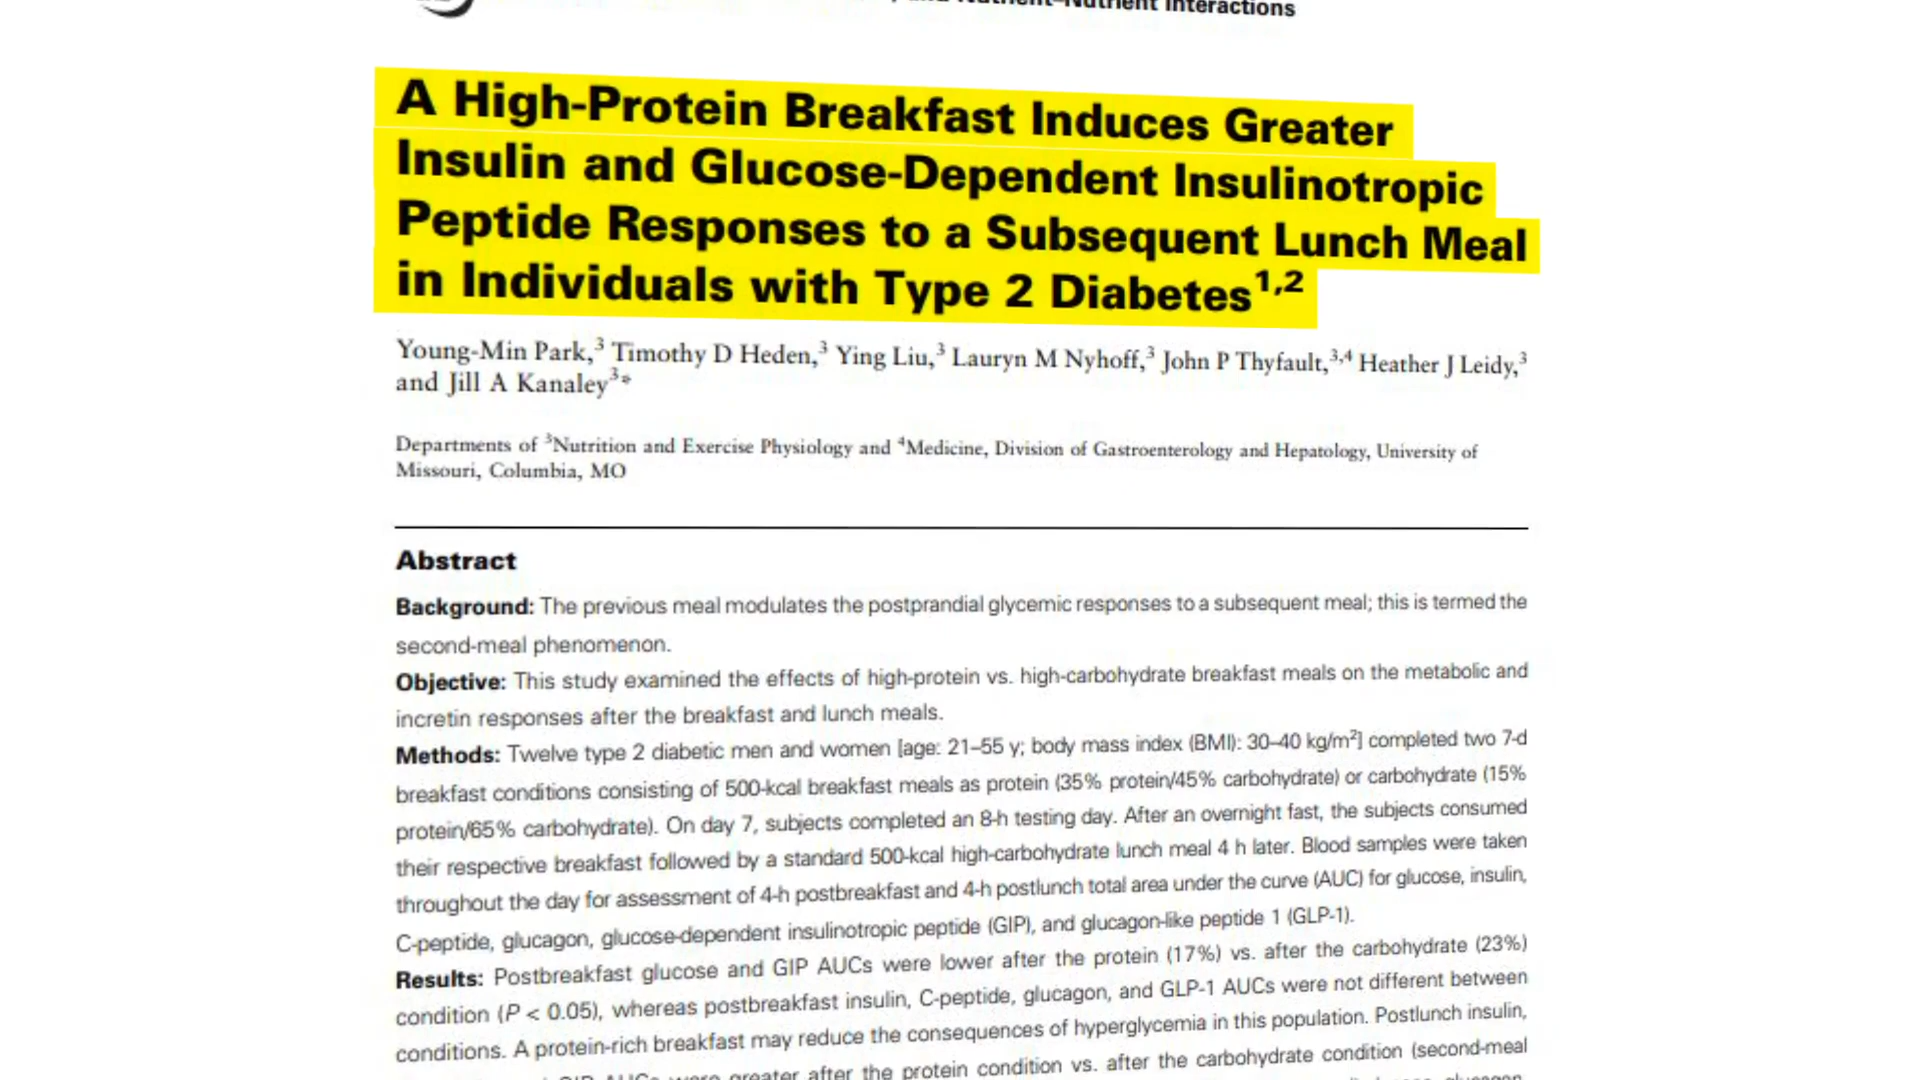 Nutrient–Nutrient Interactions
A High-Protein Breakfast Induces Greater
Insulin and Glucose-Dependent Insulinotropic
Peptide Responses to a Subsequent Lunch Meal
in Individuals with Type 2 Diabetes1,2
Young-Min Park,3 Timothy D Heden,3 Ying Liu,3 Lauryn M Nyhoff,3 John P Thyfault,3,4 Heather J Leidy,3
and Jill A Kanaley3*
Departments of 3Nutrition and Exercise Physiology and 4Medicine, Division of Gastroenterology and Hepatology, University of
Missouri, Columbia, MO
Abstract
Background: The previous meal modulates the postprandial glycemic responses to a subsequent meal; this is termed the
second-meal phenomenon.
Objective: This study examined the effects of high-protein vs. high-carbohydrate breakfast meals on the metabolic and
incretin responses after the breakfast and lunch meals.
Methods: Twelve type 2 diabetic men and women [age: 21–55 y; body mass index (BMI): 30–40 kg/m2] completed two 7-d
breakfast conditions consisting of 500-kcal breakfast meals as protein (35% protein/45% carbohydrate) or carbohydrate (15%
protein/65% carbohydrate). On day 7, subjects completed an 8-h testing day. After an overnight fast, the subjects consumed
their respective breakfast followed by a standard 500-kcal high-carbohydrate lunch meal 4 h later. Blood samples were taken
throughout the day for assessment of 4-h postbreakfast and 4-h postlunch total area under the curve (AUC) for glucose, insulin,
C-peptide, glucagon, glucose-dependent insulinotropic peptide (GIP), and glucagon-like peptide 1 (GLP-1).
Results: Postbreakfast glucose and GIP AUCs were lower after the protein (17%) vs. after the carbohydrate (23%)
condition (P < 0.05), whereas postbreakfast insulin, C-peptide, glucagon, and GLP-1 AUCs were not different between
conditions. A protein-rich breakfast may reduce the consequences of hyperglycemia in this population. Postlunch insulin,
GIP AUCs were greater after the protein condition vs. after the carbohydrate condition (second-meal